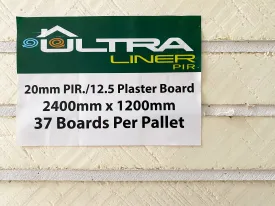 ULTRA
LINER
PIR
20mm PIR./12.5 Plaster Board
2400mm x 1200mm
37 Boards Per Pallet